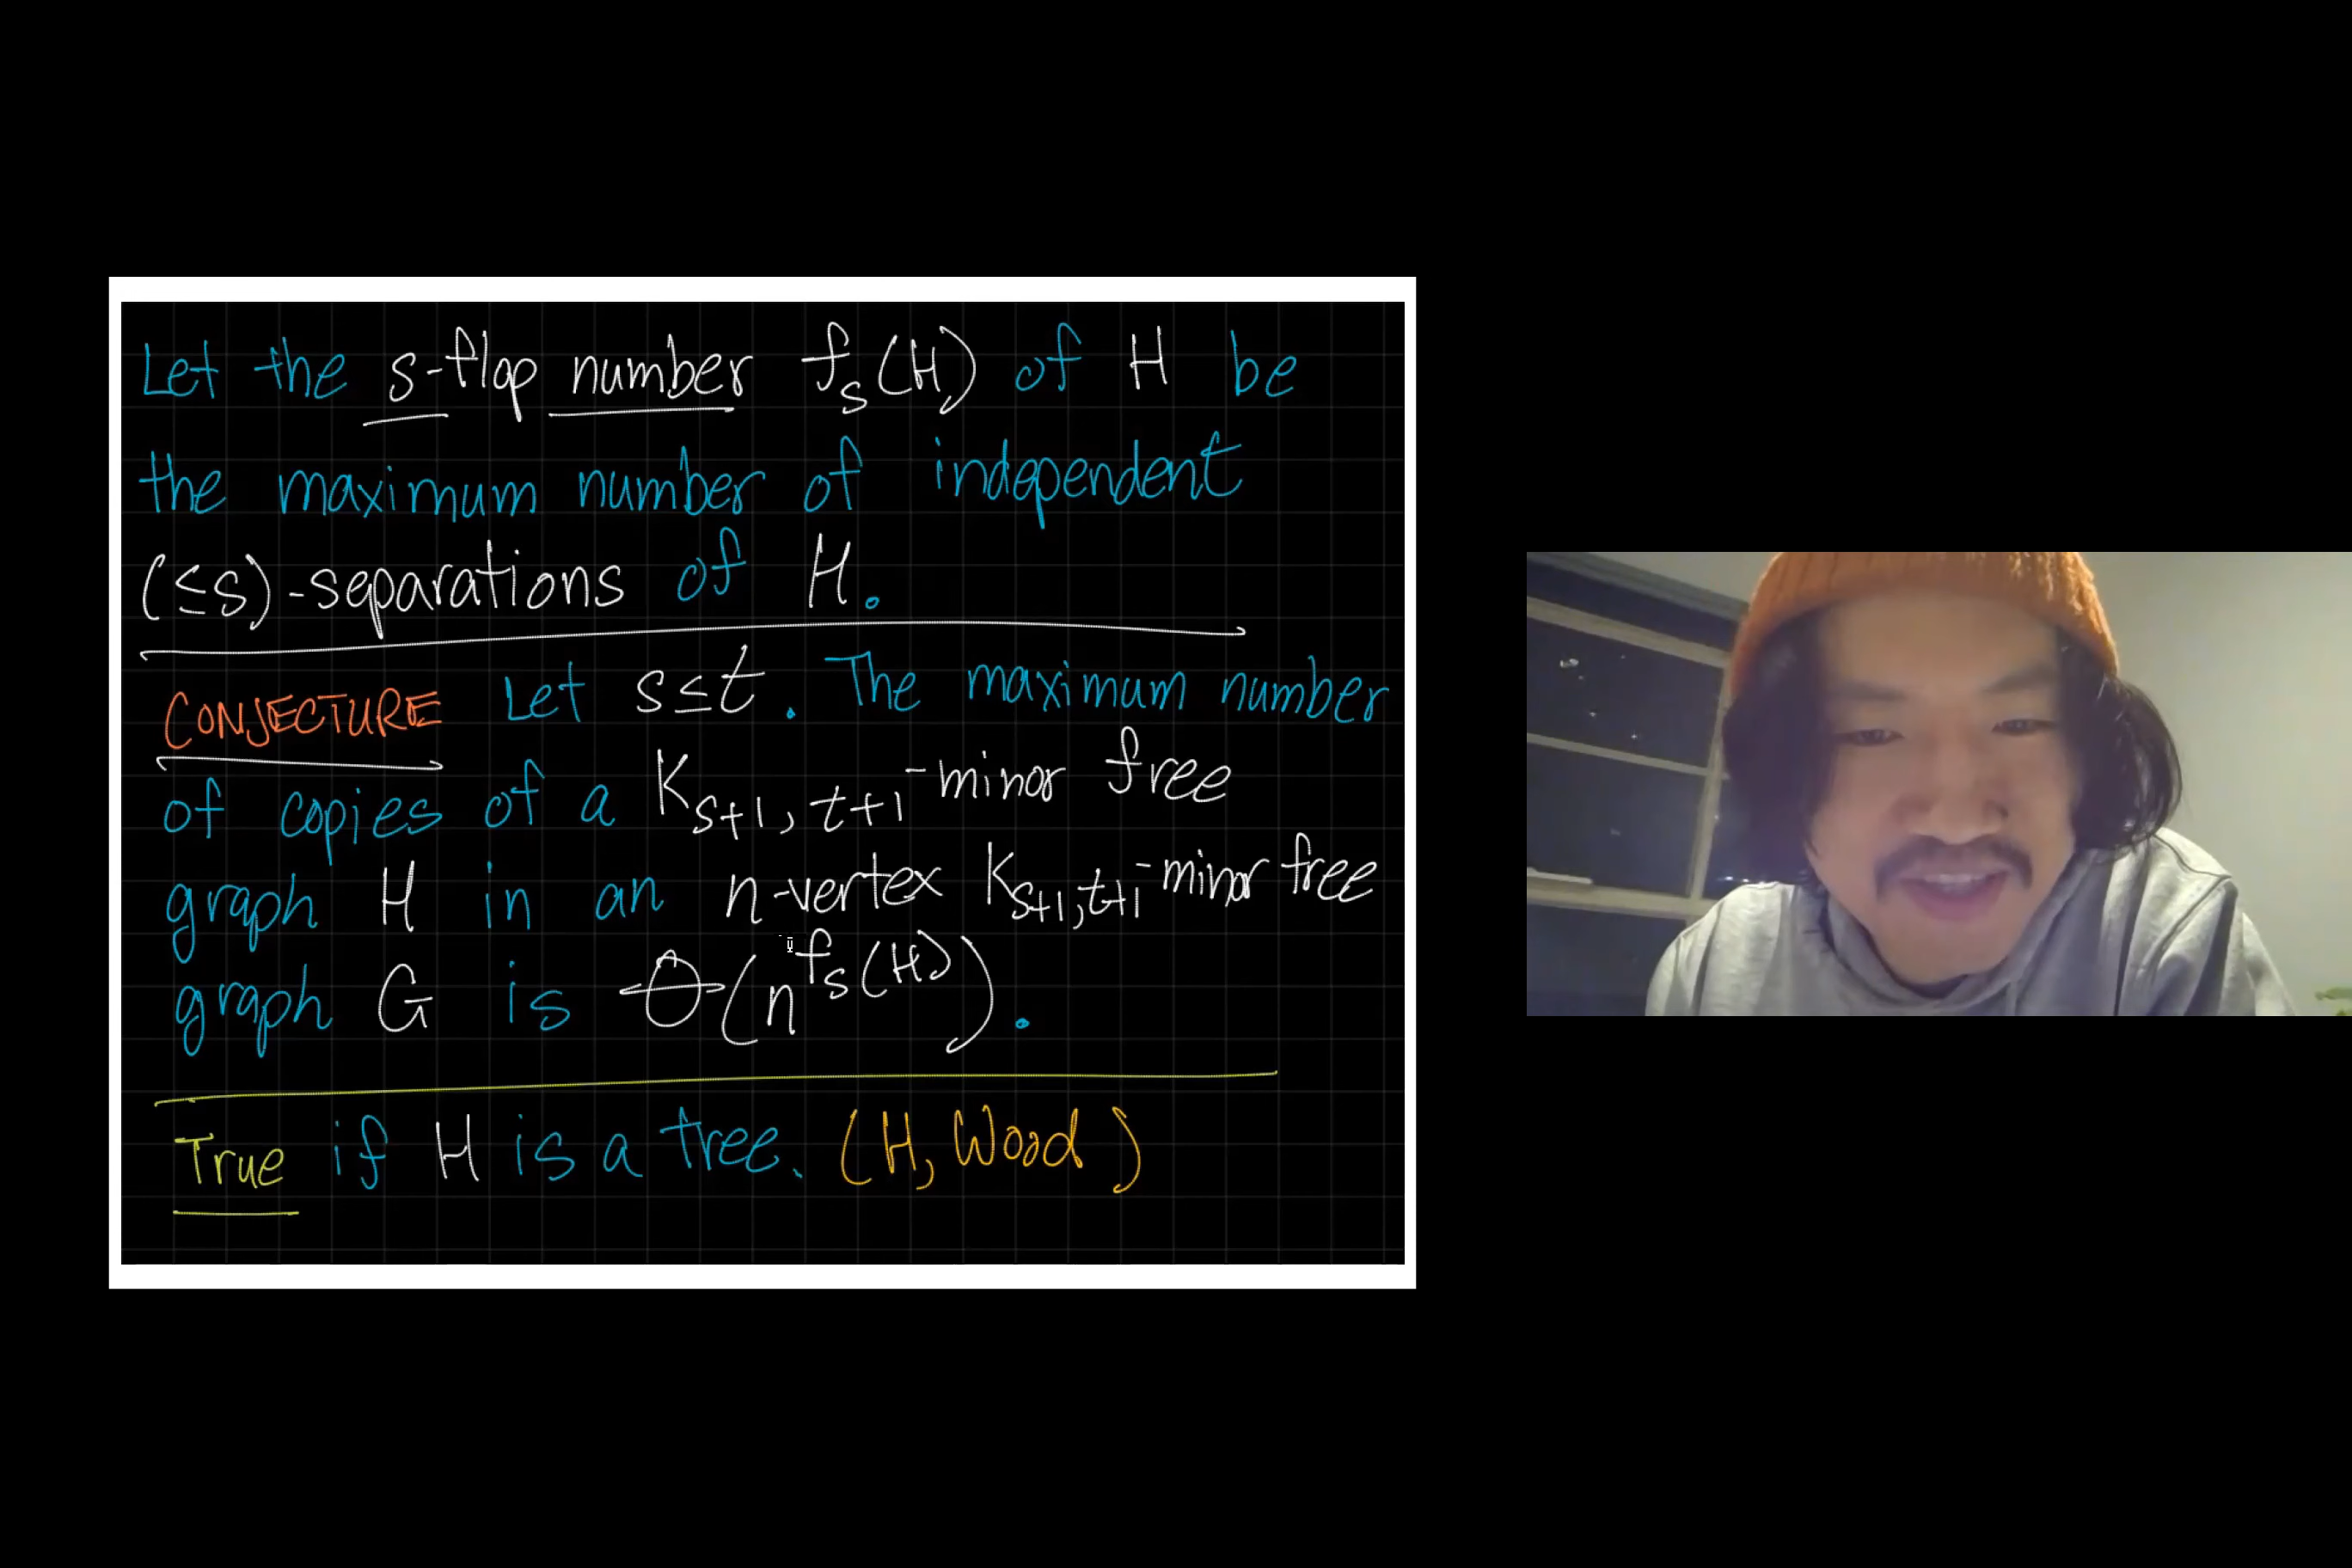 Let the s-flap number fₛ(H) of H be
the maximum number of independent
(≤s)-separations of H.
CONJECTURE Let s≤t. The maximum number
of copies of a K_{s+1,t+1}-minor free
graph H in an n-vertex K_{s+1,t+1}-minor free
graph G is Θ(n^{fₛ(H)}).
True if H is a tree. (H, Wood)